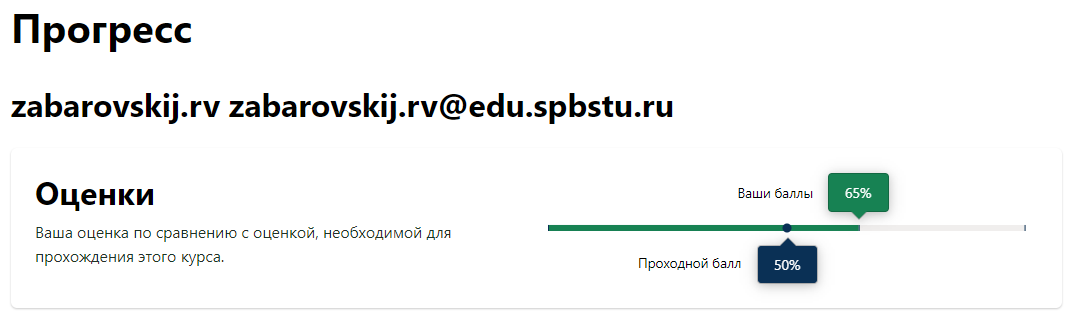 Прогресс
zabarovskij.rv zabarovskij.rv@edu.spbstu.ru
Оценки
Ваша оценка по сравнению с оценкой, необходимой для
прохождения этого курса.
Ваши баллы 65%
Проходной балл 50%